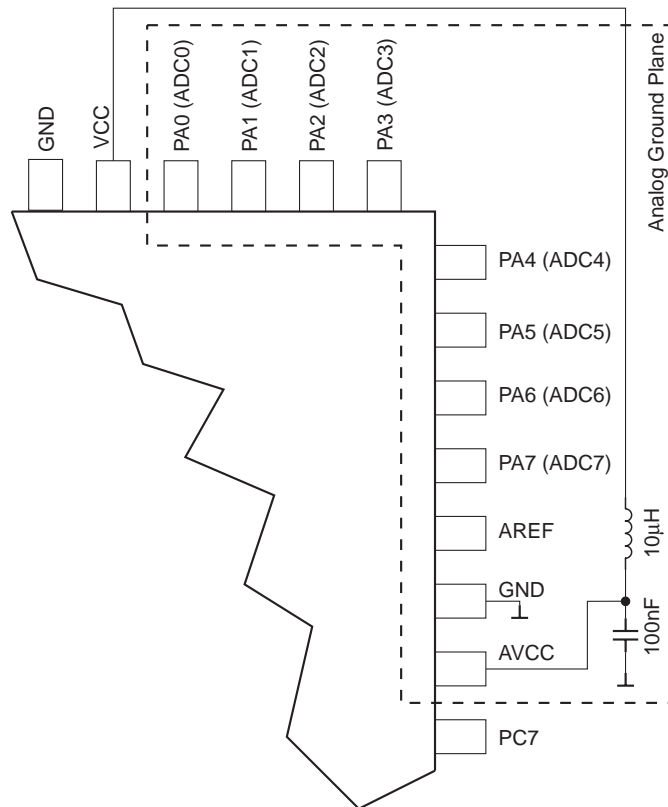 GND
VCC
PA0 (ADC0)
PA1 (ADC1)
PA2 (ADC2)
PA3 (ADC3)
Analog Ground Plane
PA4 (ADC4)
PA5 (ADC5)
PA6 (ADC6)
PA7 (ADC7)
AREF
10μH
GND
AVCC
100nF
PC7